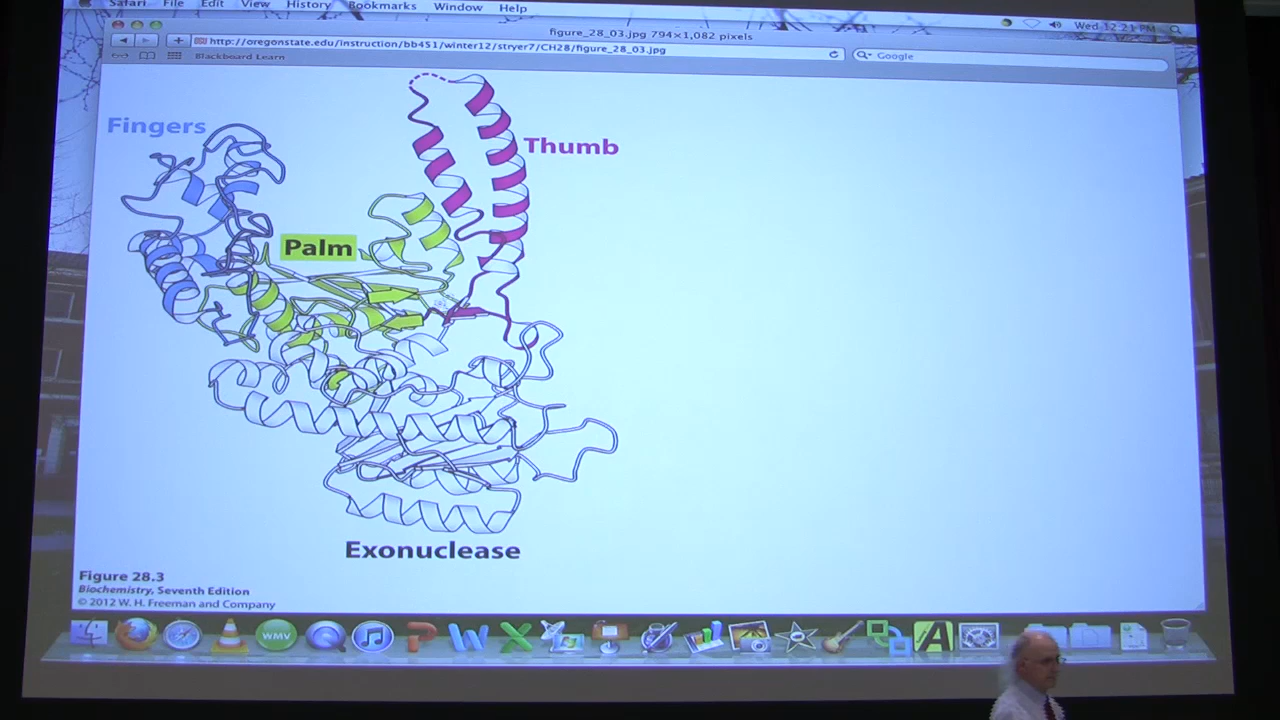 Safari File Edit View History Bookmarks Window Help
Wed 12:21 PM
figure_28_03.jpg 794×1,082 pixels
http://oregonstate.edu/instruction/bb451/winter12/stryer7/CH28/figure_28_03.jpg
Google
Blackboard Learn
Fingers
Thumb
Palm
Exonuclease
Figure 28.3
Biochemistry, Seventh Edition
© 2012 W. H. Freeman and Company
WMV